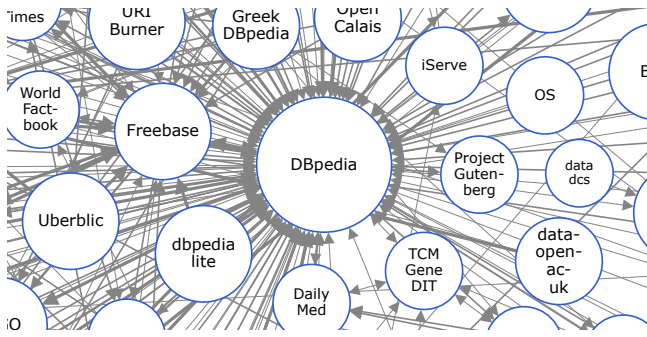 Times
URI
Burner
Greek
DBpedia
Open
Calais
iServe
OS
World
Fact-
book
Freebase
DBpedia
Project
Guten-
berg
data
dcs
Uberblic
dbpedia
lite
TCM
Gene
DIT
data-
open-
ac-
uk
Daily
Med